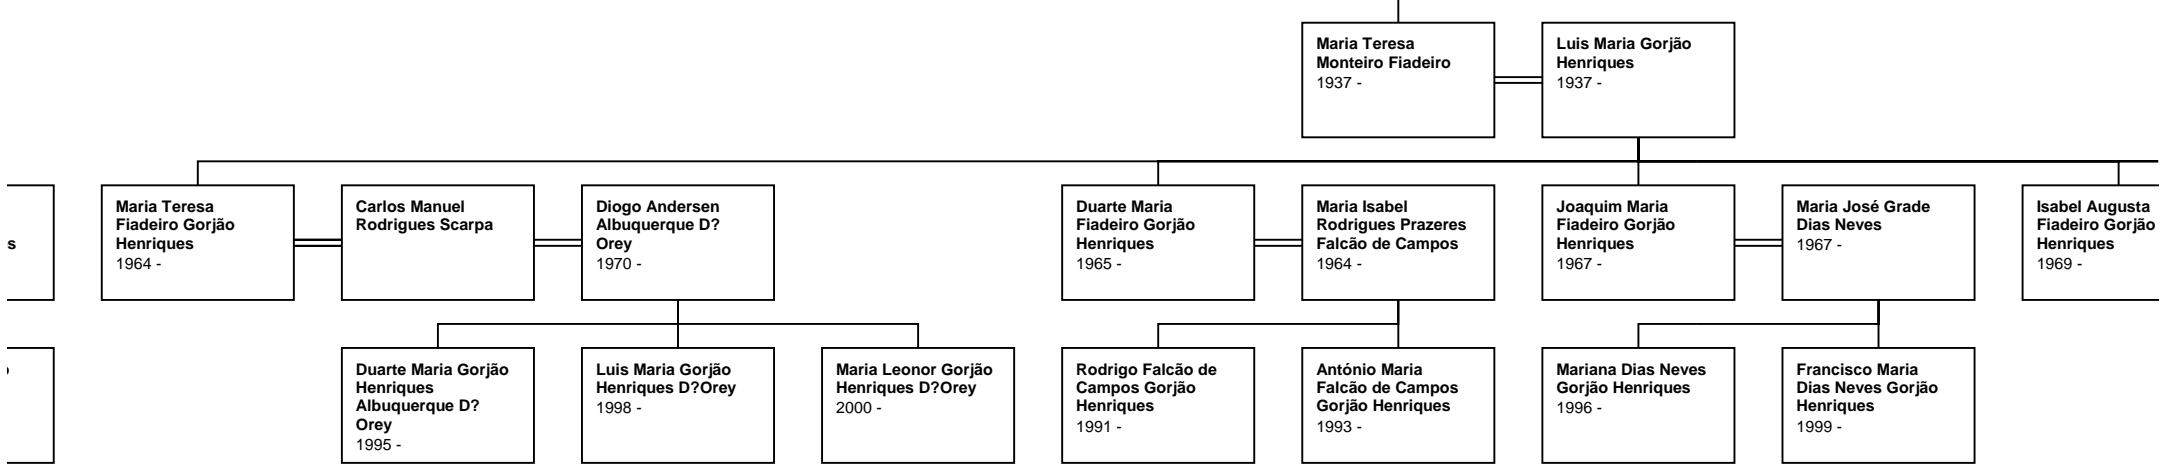 Maria Teresa
Monteiro Fiadeiro
1937 -
Luis Maria Gorjão
Henriques
1937 -
s
Maria Teresa
Fiadeiro Gorjão
Henriques
1964 -
Carlos Manuel
Rodrigues Scarpa
Diogo Andersen
Albuquerque D?
Orey
1970 -
Duarte Maria
Fiadeiro Gorjão
Henriques
1965 -
Maria Isabel
Rodrigues Prazeres
Falcão de Campos
1964 -
Joaquim Maria
Fiadeiro Gorjão
Henriques
1967 -
Maria José Grade
Dias Neves
1967 -
Isabel Augusta
Fiadeiro Gorjão
Henriques
1969 -
Duarte Maria Gorjão
Henriques
Albuquerque D?
Orey
1995 -
Luis Maria Gorjão
Henriques D?Orey
1998 -
Maria Leonor Gorjão
Henriques D?Orey
2000 -
Rodrigo Falcão de
Campos Gorjão
Henriques
1991 -
António Maria
Falcão de Campos
Gorjão Henriques
1993 -
Mariana Dias Neves
Gorjão Henriques
1996 -
Francisco Maria
Dias Neves Gorjão
Henriques
1999 -